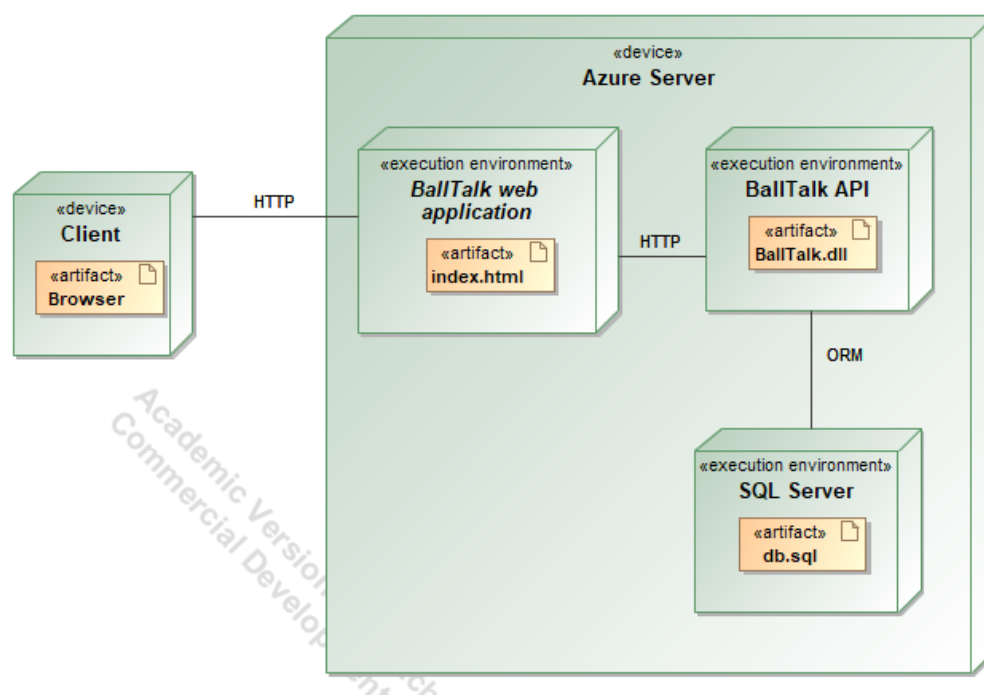 «device»
Azure Server
«execution environment»
BallTalk web
application
«artifact»
index.html
«execution environment»
BallTalk API
«artifact»
BallTalk.dll
«device»
Client
«artifact»
Browser
HTTP
HTTP
ORM
«execution environment»
SQL Server
«artifact»
db.sql
Academic Version
Commercial Develop